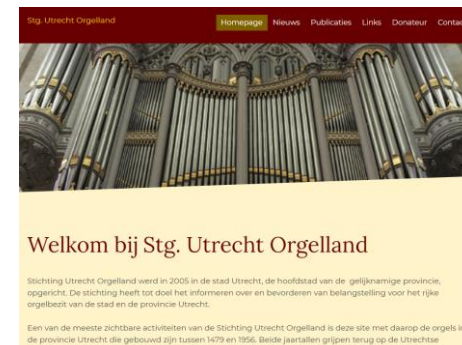 Stg. Utrecht Orgelland
Homepage Nieuws Publicaties Links Donateur Contac
Welkom bij Stg. Utrecht Orgelland
Stichting Utrecht Orgelland werd in 2005 in de stad Utrecht, de hoofdstad van de gelijknamige provincie,
opgericht. De stichting heeft tot doel het informeren over en bevorderen van belangstelling voor het rijke
orgelbezit van de stad en de provincie Utrecht.
Een van de meeste zichtbare activiteiten van de Stichting Utrecht Orgelland is deze site met daarop de orgels in
de provincie Utrecht die gebouwd zijn tussen 1479 en 1956. Beide jaartallen grijpen terug op de Utrechtse